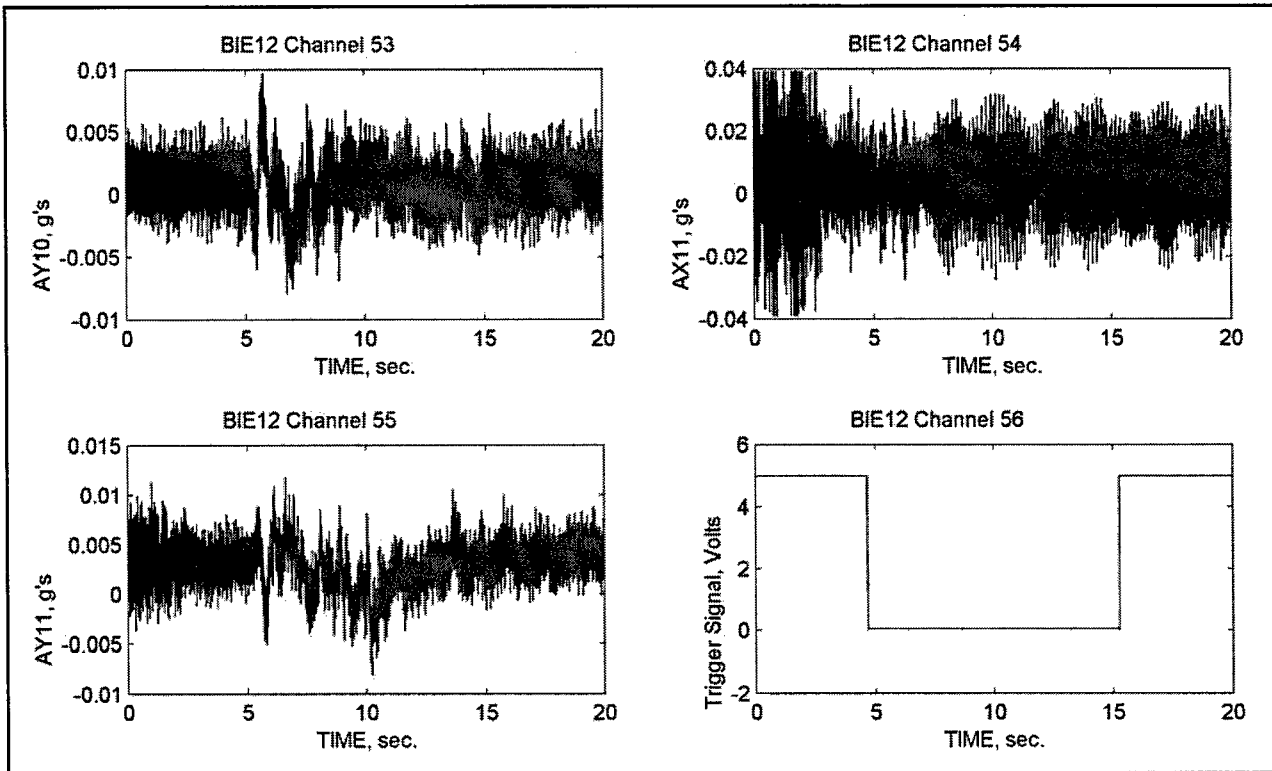 BIE12 Channel 53
0.01
0.005
0
-0.005
-0.01
AY10, g's
0 5 10 15 20
TIME, sec.
BIE12 Channel 54
0.04
0.02
0
-0.02
-0.04
AX11, g's
0 5 10 15 20
TIME, sec.
BIE12 Channel 55
0.015
0.01
0.005
0
-0.005
-0.01
AY11, g's
0 5 10 15 20
TIME, sec.
BIE12 Channel 56
6
4
2
0
-2
Trigger Signal, Volts
0 5 10 15 20
TIME, sec.